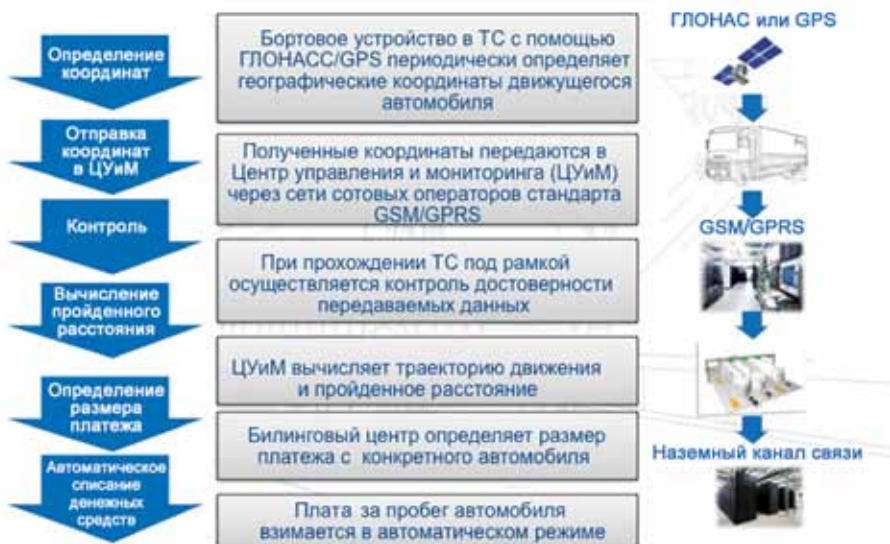 Определение
координат
Бортовое устройство в ТС с помощью
ГЛОНАСС/GPS периодически определяет
географические координаты движущегося
автомобиля
Отправка
координат
в ЦУиМ
Полученные координаты передаются в
Центр управления и мониторинга (ЦУиМ)
через сети сотовых операторов стандарта
GSM/GPRS
Контроль
При прохождении ТС под рамкой
осуществляется контроль достоверности
передаваемых данных
Вычисление
пройденного
расстояния
ЦУиМ вычисляет траекторию движения
и пройденное расстояние
Определение
размера
платежа
Билинговый центр определяет размер
платежа с конкретного автомобиля
Автоматическое
списание
денежных
средств
Плата за пробег автомобиля
взимается в автоматическом режиме
ГЛОНАС или GPS
GSM/GPRS
Наземный канал связи